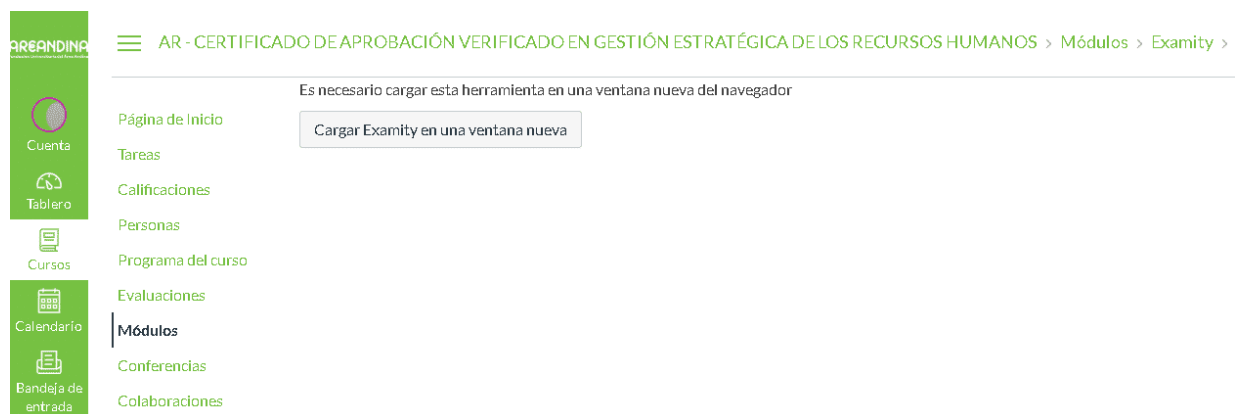 AREANDINA
AR - CERTIFICADO DE APROBACIÓN VERIFICADO EN GESTIÓN ESTRATÉGICA DE LOS RECURSOS HUMANOS > Módulos > Examity >
Es necesario cargar esta herramienta en una ventana nueva del navegador
Cargar Examity en una ventana nueva
Cuenta
Tablero
Cursos
Calendario
Bandeja de
entrada
Página de Inicio
Tareas
Calificaciones
Personas
Programa del curso
Evaluaciones
Módulos
Conferencias
Colaboraciones